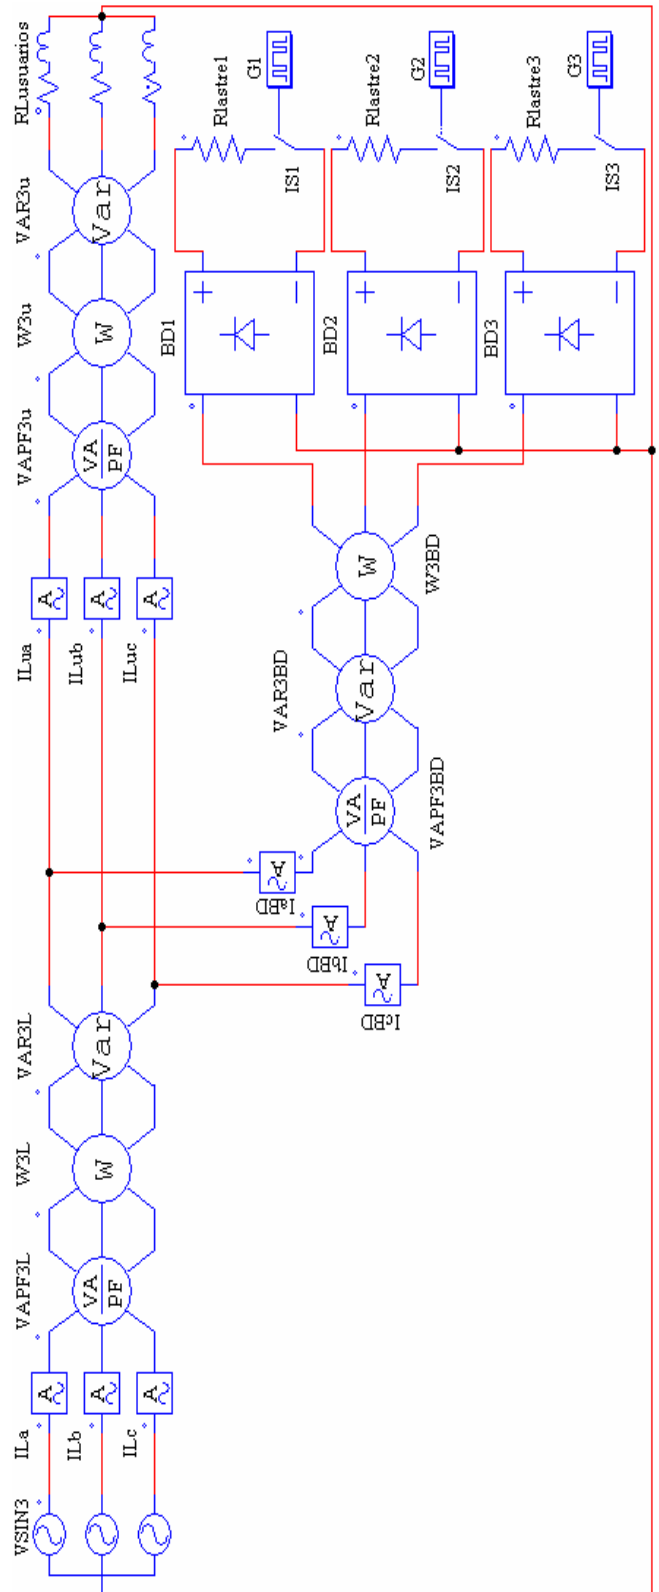 VSIN3
ILa
VAPF3L
W3L
VAR3L
ILua
VAPF3u
W3u
VAR3u
RLusuarios
A
A
ILb
A
VA
PF
W
Var
ILub
A
VA
PF
W
Var
ILc
A
ILuc
A
BD1
+
−
Rlastre1
G1
IS1
IaBD
A
IbBD
A
IcBD
A
VAR3BD
VA
PF
Var
W
VAPF3BD
W3BD
BD2
+
−
Rlastre2
G2
IS2
BD3
+
−
Rlastre3
G3
IS3